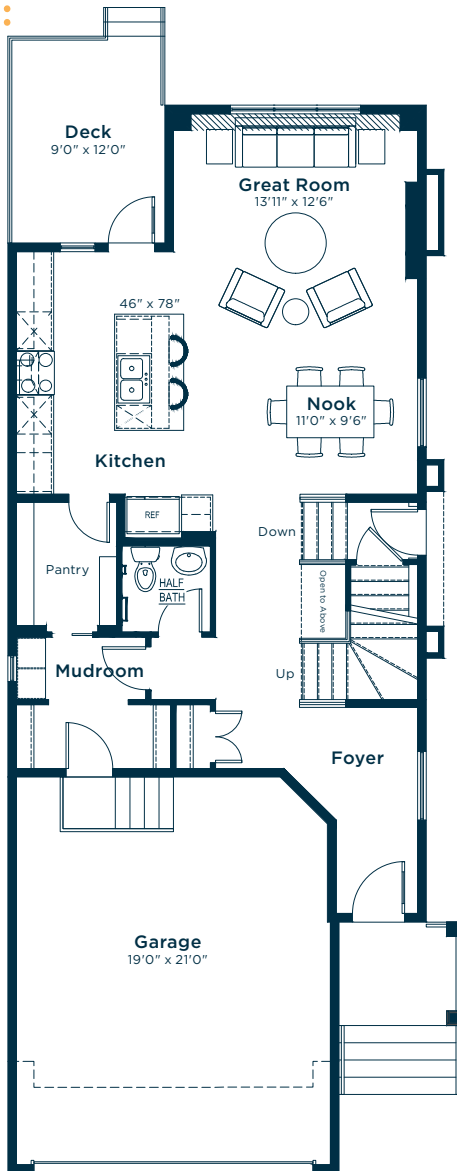 Deck
9'0" x 12'0"
Great Room
13'11" x 12'6"
46" x 78"
Nook
11'0" x 9'6"
Kitchen
REF
Down
Pantry
HALF
BATH
Open to Above
Mudroom
Up
Foyer
Garage
19'0" x 21'0"